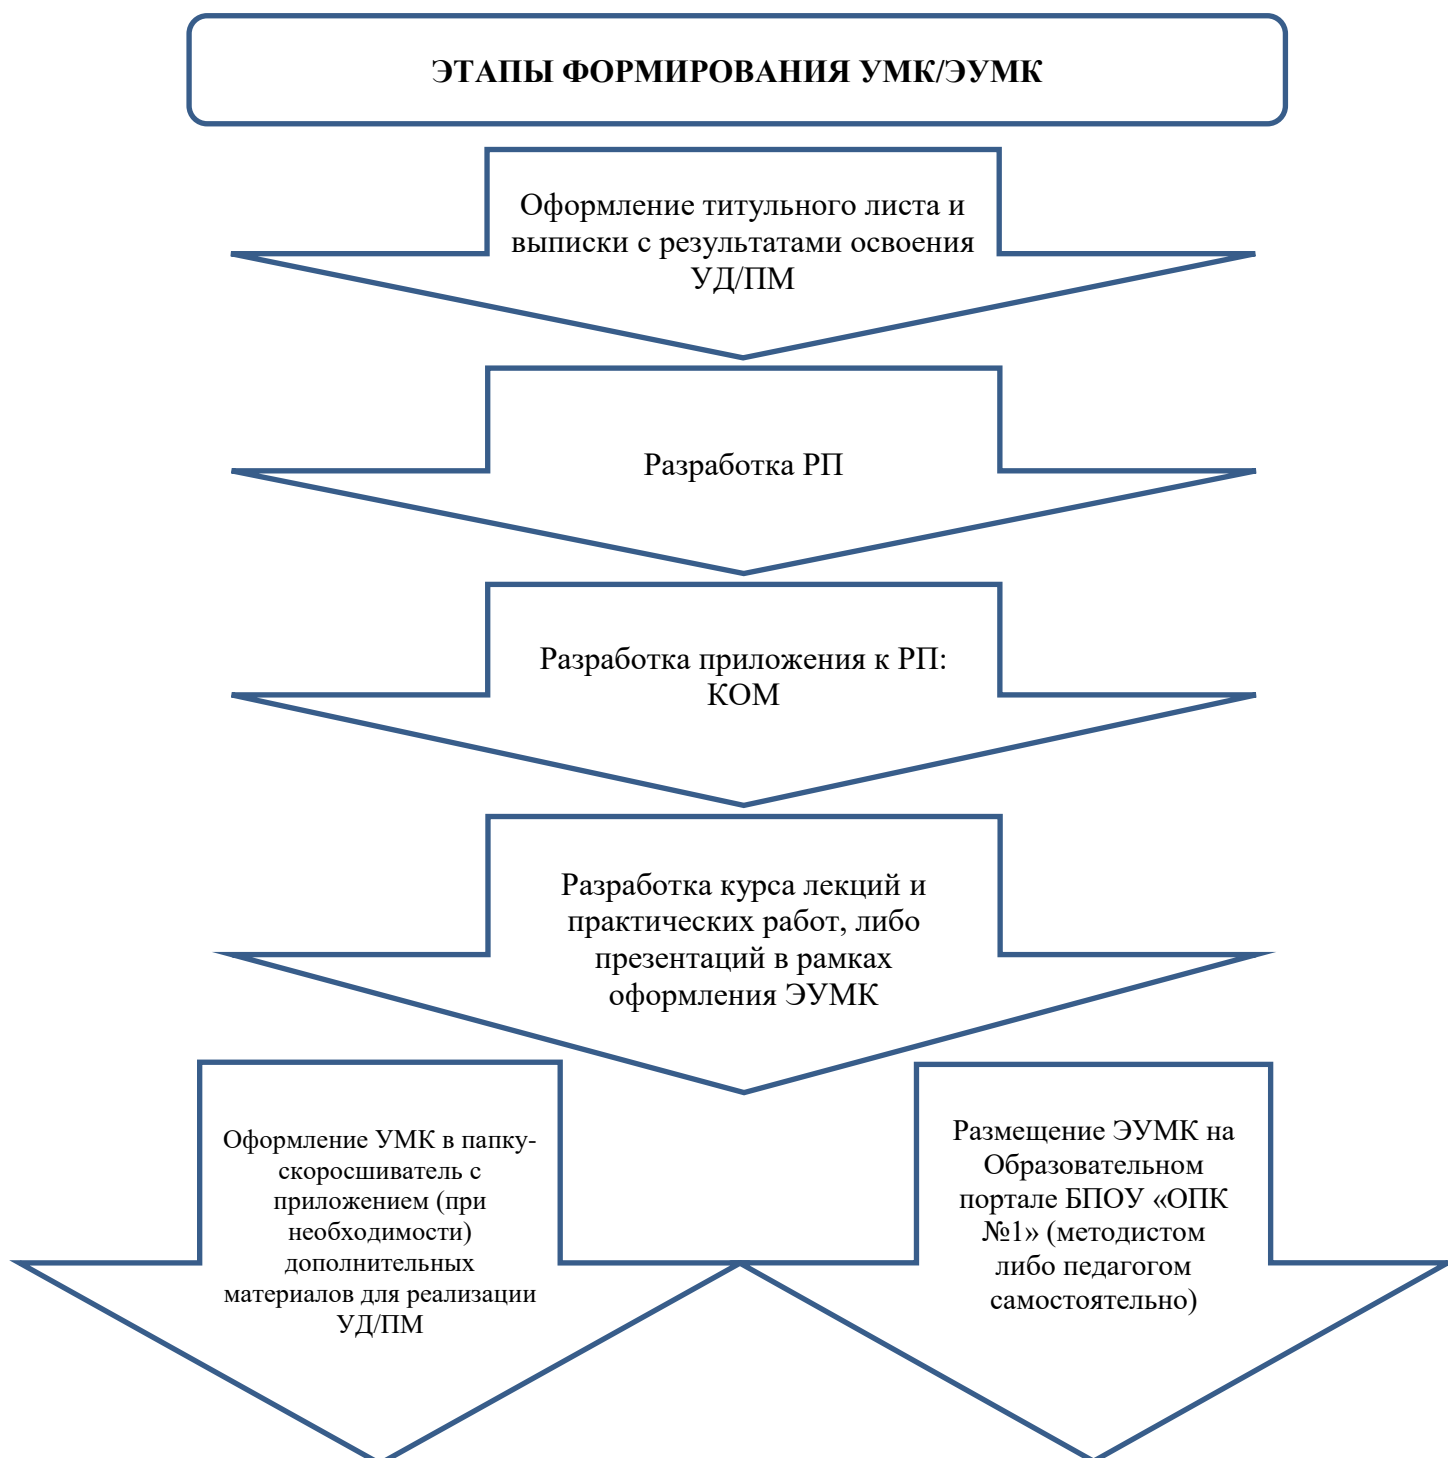 ЭТАПЫ ФОРМИРОВАНИЯ УМК/ЭУМК
Оформление титульного листа и
выписки с результатами освоения
УД/ПМ
Разработка РП
Разработка приложения к РП:
КОМ
Разработка курса лекций и
практических работ, либо
презентаций в рамках
оформления ЭУМК
Оформление УМК в папку-
скоросшиватель с
приложением (при
необходимости)
дополнительных
материалов для реализации
УД/ПМ
Размещение ЭУМК на
Образовательном
портале БПОУ «ОПК
№1» (методистом
либо педагогом
самостоятельно)